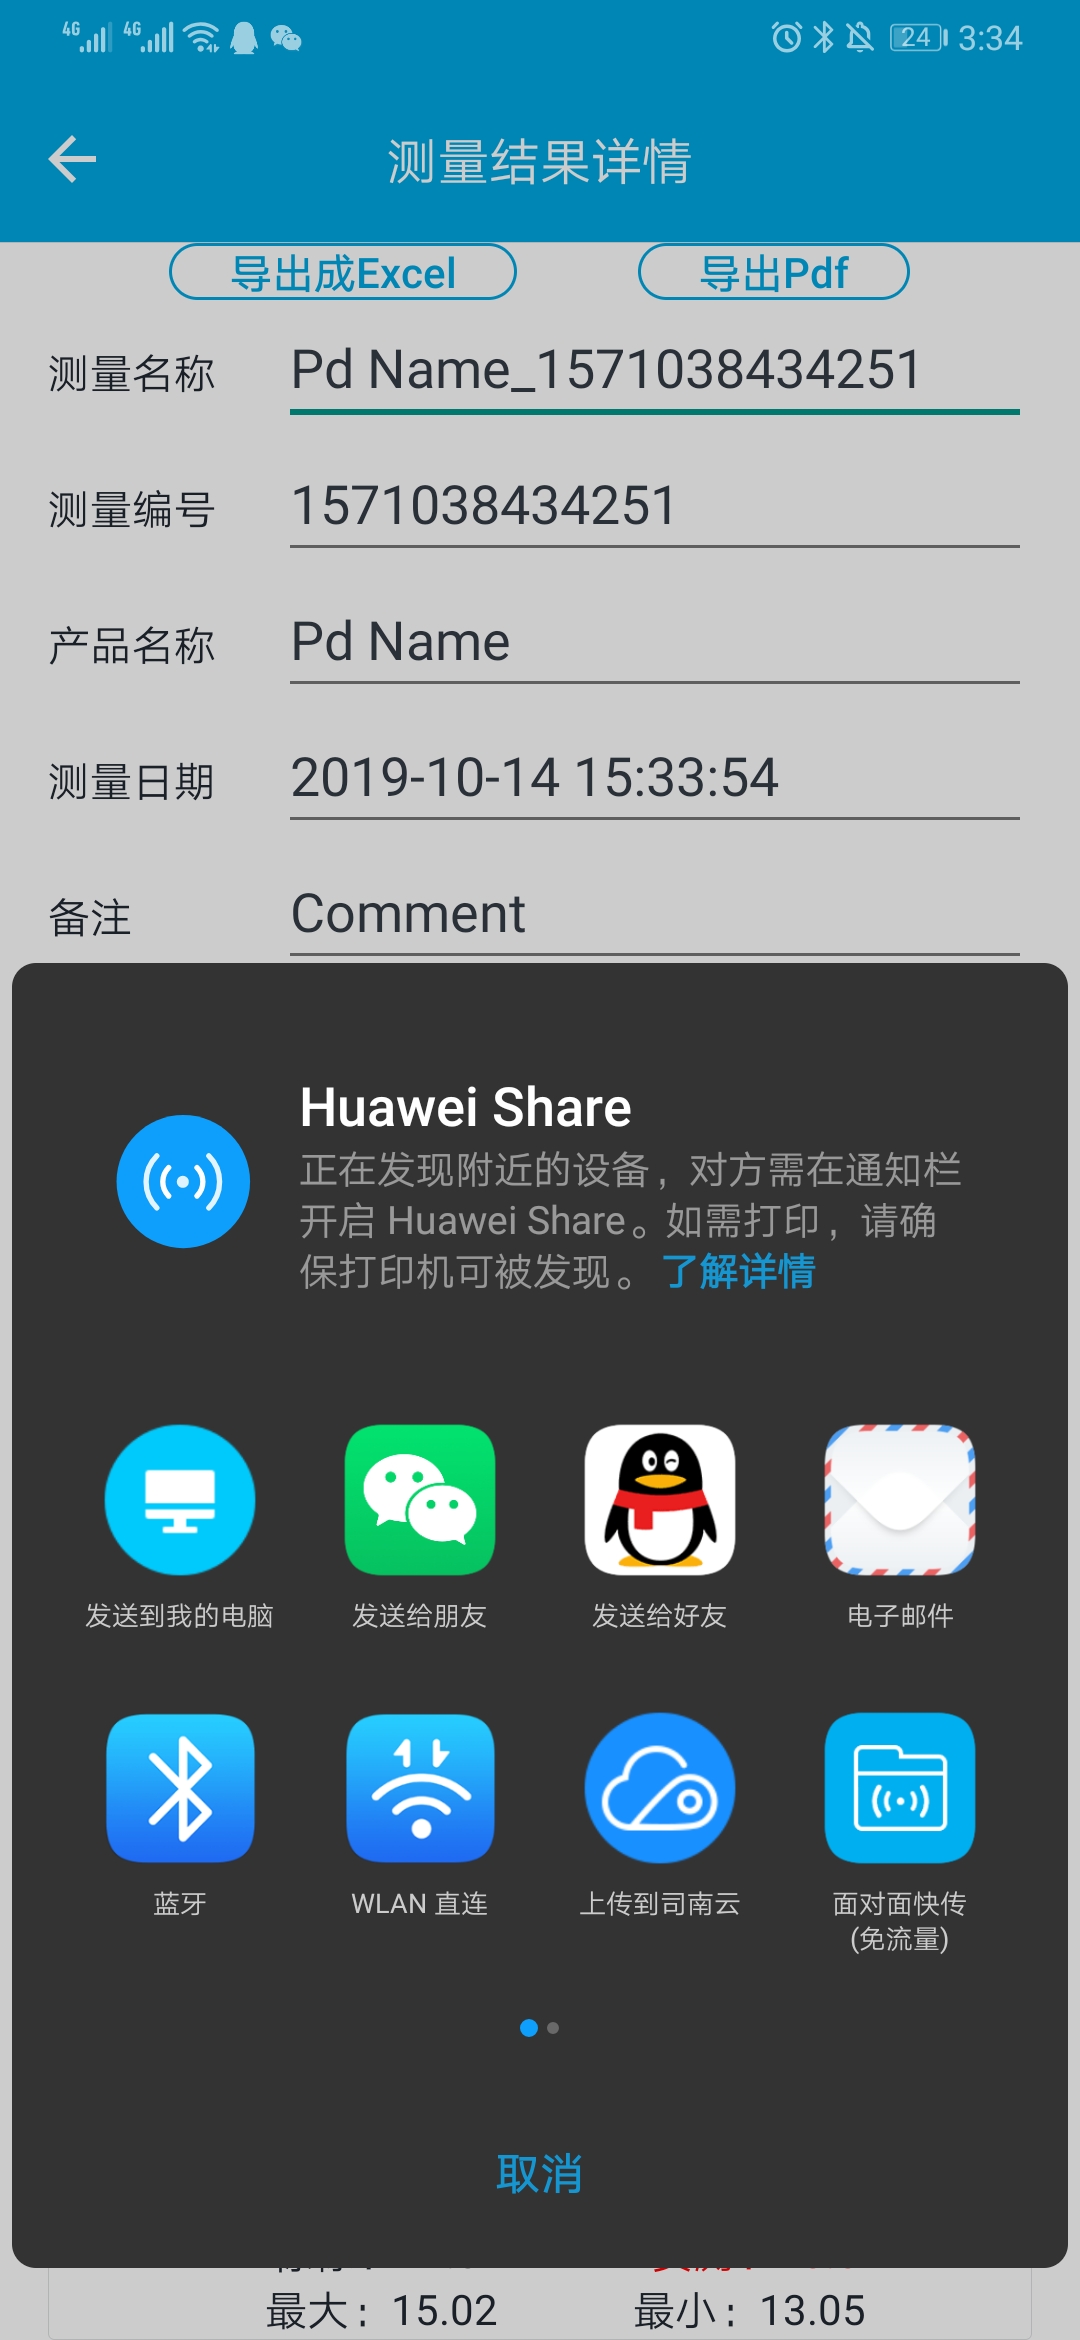 4G 4G 24 3:34
测量结果详情
导出成Excel 导出Pdf
测量名称 Pd Name_1571038434251
测量编号 1571038434251
产品名称 Pd Name
测量日期 2019-10-14 15:33:54
备注 Comment
Huawei Share
正在发现附近的设备，对方需在通知栏
开启 Huawei Share。如需打印，请确
保打印机可被发现。了解详情
发送到我的电脑 发送给朋友 发送给好友 电子邮件
蓝牙 WLAN 直连 上传到司南云 面对面快传
(免流量)
取消
最大：15.02 最小：13.05